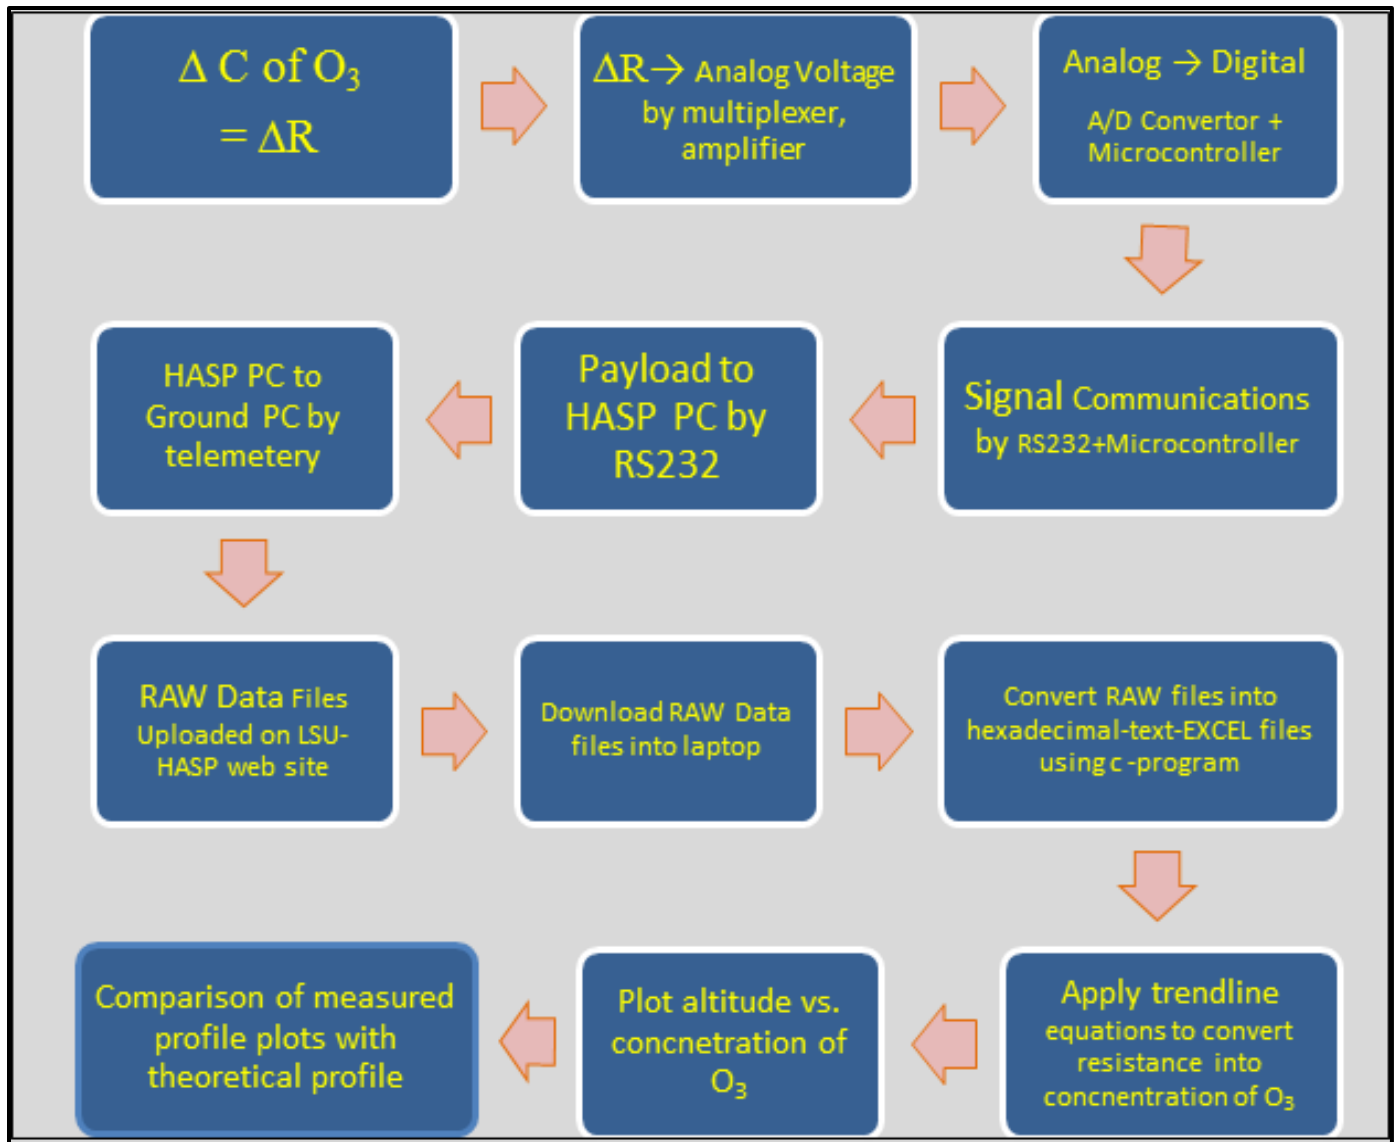 Δ C of O₃
= ΔR
ΔR→ Analog Voltage
by multiplexer,
amplifier
Analog → Digital
A/D Convertor +
Microcontroller
Signal Communications
by RS232+Microcontroller
Payload to
HASP PC by
RS232
HASP PC to
Ground PC by
telemetery
RAW Data Files
Uploaded on LSU-
HASP web site
Download RAW Data
files into laptop
Convert RAW files into
hexadecimal-text-EXCEL files
using c -program
Apply trendline
equations to convert
resistance into
concnentration of O₃
Plot altitude vs.
concnetration of
O₃
Comparison of measured
profile plots with
theoretical profile